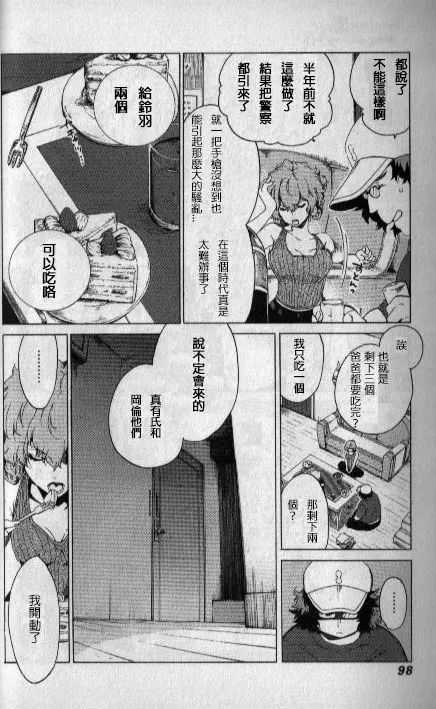 都說了
不能這樣啊
半年前不就
這麼做了
結果把警察
都引來了
就一把手槍沒想到也
能引起那麼大的騷亂…
在這個時代真是
太難辦事了
給鈴羽
兩個
可以吃咯
誒
也就是
剩下三個
爸爸都要吃完?
我只吃一個
那剩下兩
個?
………
說不定會來的
真有氏和
岡倫他們
………
我開動了
98